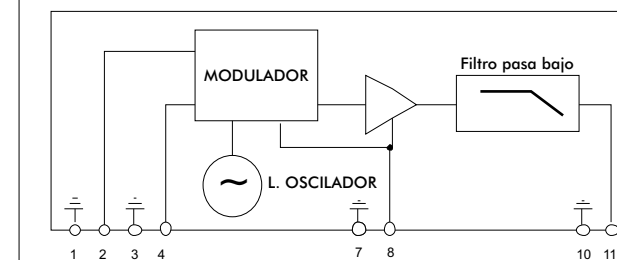 Filtro pasa bajo
MODULADOR
~
L. OSCILADOR
1 2 3 4 7 8 10 11